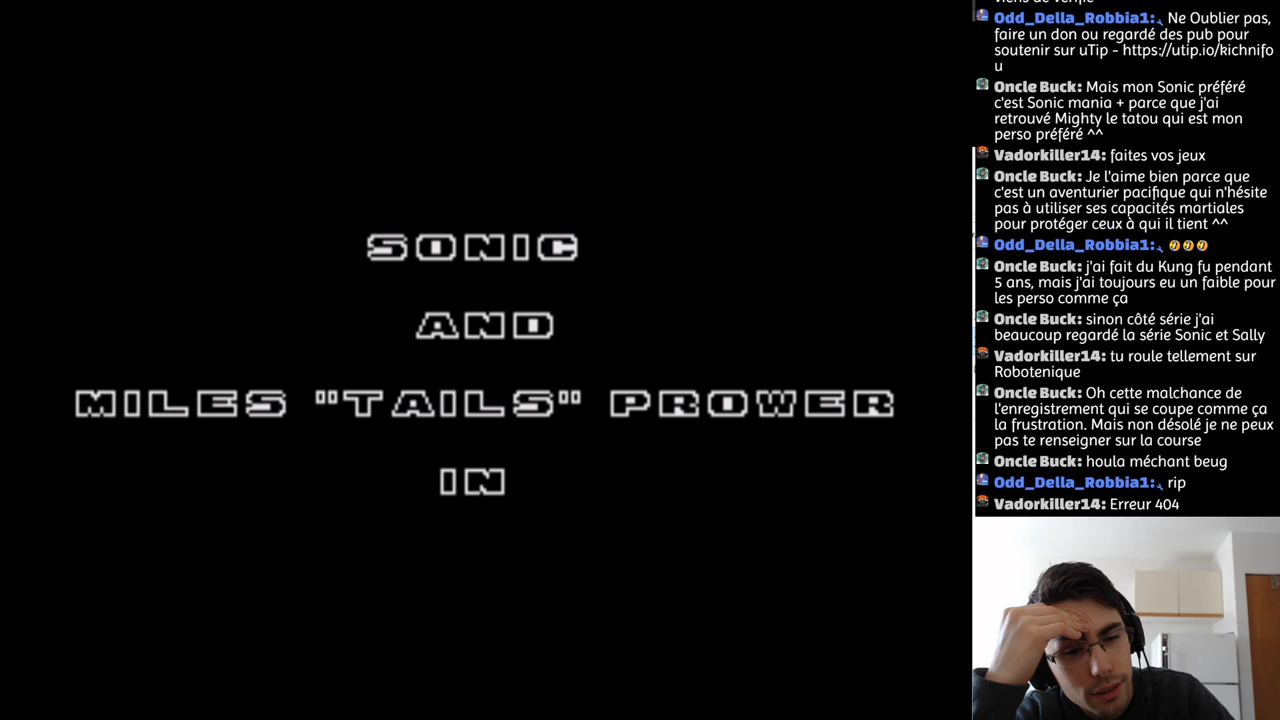 SONIC
AND
MILES "TAILS" PROWER
IN
Odd_Della_Robbia1: Ne Oublier pas,
faire un don ou regardé des pub pour
soutenir sur uTip - https://utip.io/kichnifo
u
Oncle Buck: Mais mon Sonic préféré
c'est Sonic mania + parce que j'ai
retrouvé Mighty le tatou qui est mon
perso préféré ^^
Vadorkiller14: faites vos jeux
Oncle Buck: Je l'aime bien parce que
c'est un aventurier pacifique qui n'hésite
pas à utiliser ses capacités martiales
pour protéger ceux à qui il tient ^^
Odd_Della_Robbia1: 🤣🤣🤣
Oncle Buck: j'ai fait du Kung fu pendant
5 ans, mais j'ai toujours eu un faible pour
les perso comme ça
Oncle Buck: sinon côté série j'ai
beaucoup regardé la série Sonic et Sally
Vadorkiller14: tu roule tellement sur
Robotenique
Oncle Buck: Oh cette malchance de
l'enregistrement qui se coupe comme ça
la frustration. Mais non désolé je ne peux
pas te renseigner sur la course
Oncle Buck: houla méchant beug
Odd_Della_Robbia1: rip
Vadorkiller14: Erreur 404